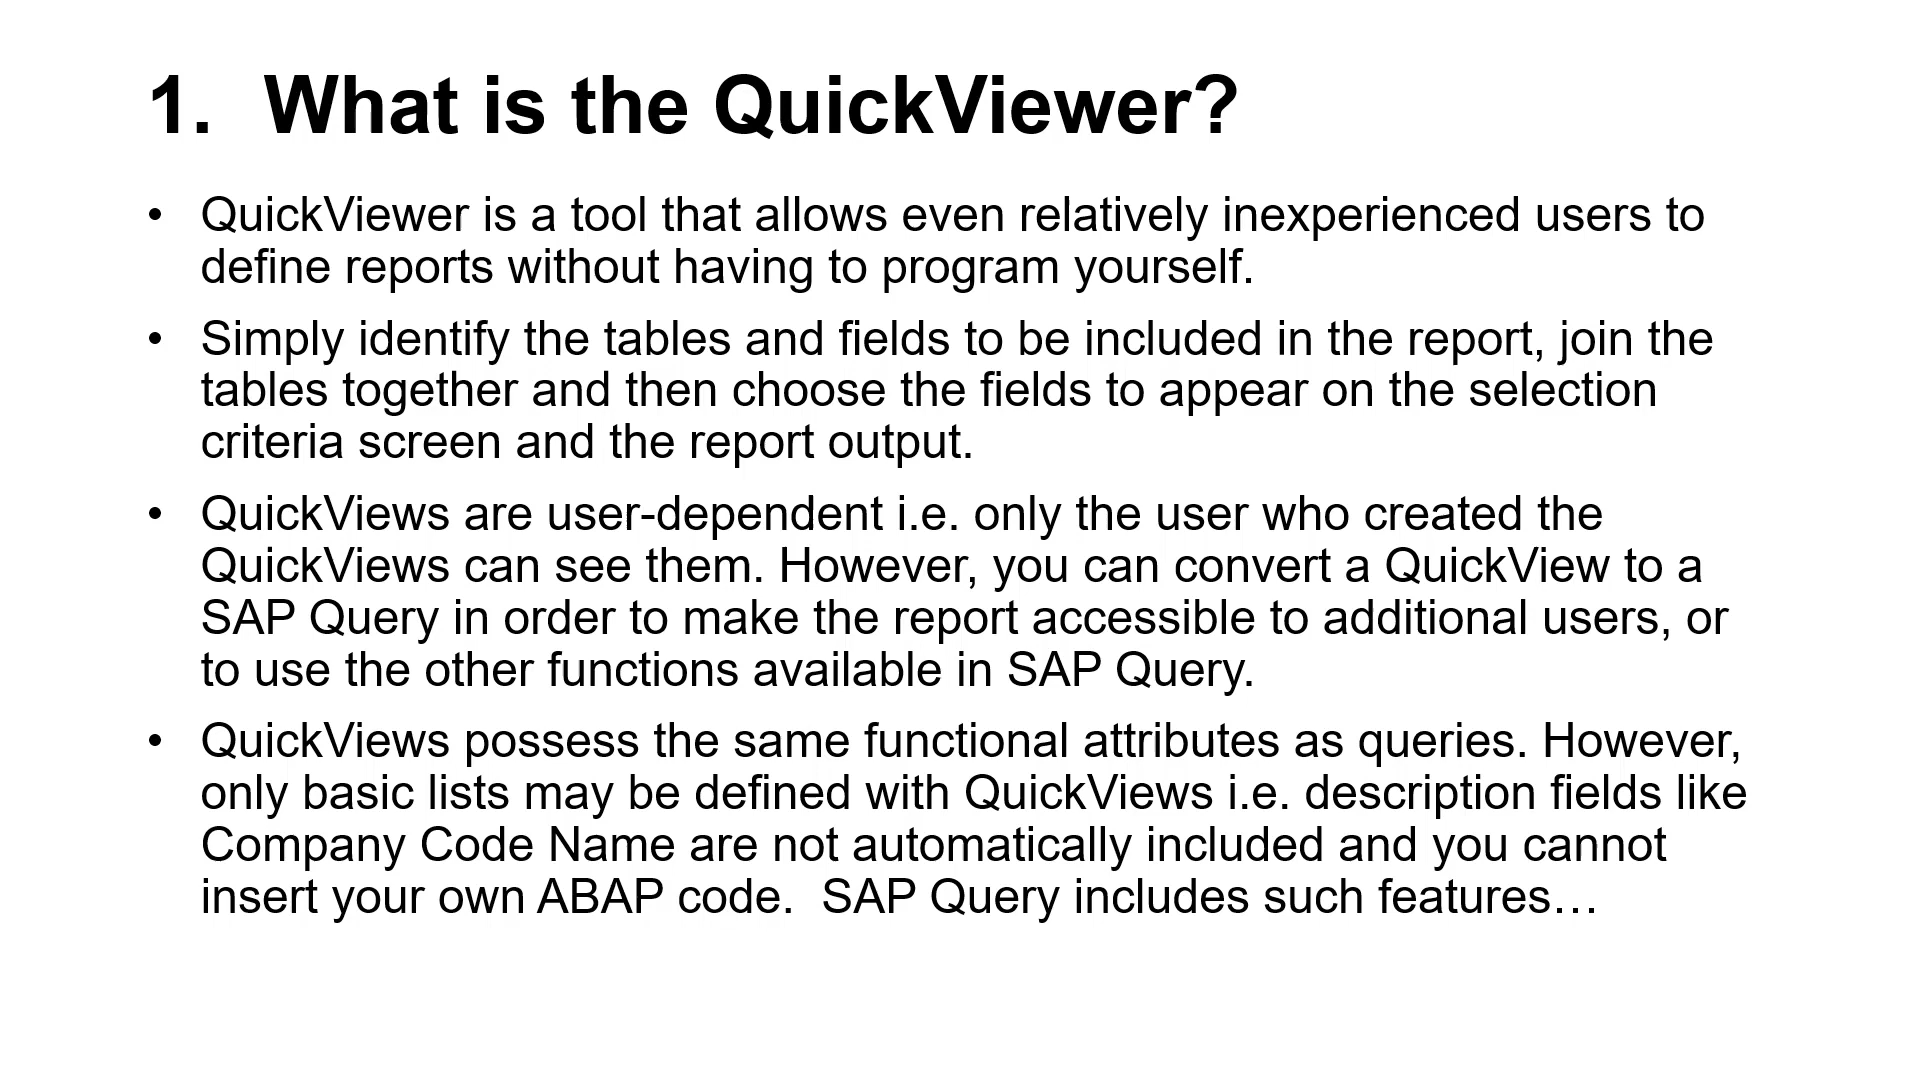 1. What is the QuickViewer?
• QuickViewer is a tool that allows even relatively inexperienced users to
define reports without having to program yourself.
• Simply identify the tables and fields to be included in the report, join the
tables together and then choose the fields to appear on the selection
criteria screen and the report output.
• QuickViews are user-dependent i.e. only the user who created the
QuickViews can see them. However, you can convert a QuickView to a
SAP Query in order to make the report accessible to additional users, or
to use the other functions available in SAP Query.
• QuickViews possess the same functional attributes as queries. However,
only basic lists may be defined with QuickViews i.e. description fields like
Company Code Name are not automatically included and you cannot
insert your own ABAP code.  SAP Query includes such features…